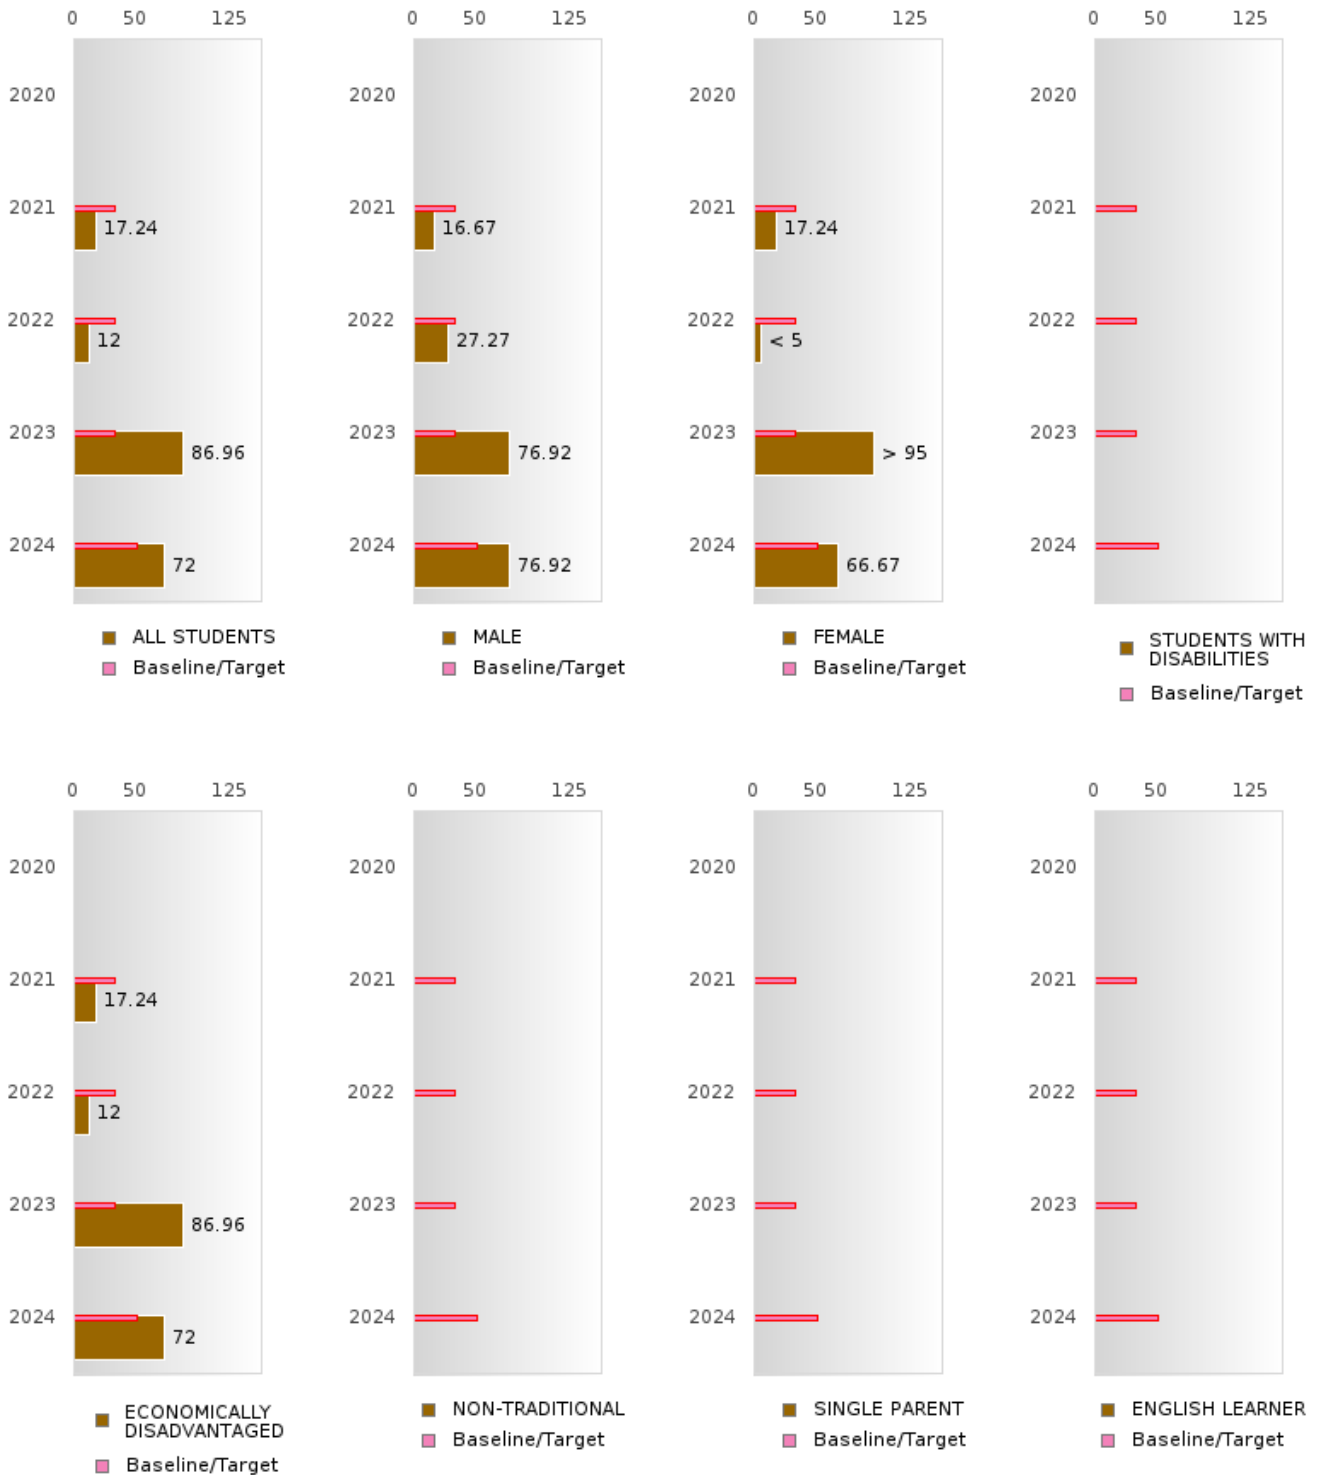 0 50 125 0 50 125 0 50 125 0 50 125
2020 2020 2020 2020
2021 17.24 2021 16.67 2021 17.24 2021
2022 12 2022 27.27 2022 < 5 2022
2023 86.96 2023 76.92 2023 > 95 2023
2024 72 2024 76.92 2024 66.67 2024
ALL STUDENTS MALE FEMALE STUDENTS WITH
DISABILITIES
Baseline/Target Baseline/Target Baseline/Target Baseline/Target
0 50 125 0 50 125 0 50 125 0 50 125
2020 2020 2020 2020
2021 17.24 2021 2021 2021
2022 12 2022 2022 2022
2023 86.96 2023 2023 2023
2024 72 2024 2024 2024
ECONOMICALLY NON-TRADITIONAL SINGLE PARENT ENGLISH LEARNER
DISADVANTAGED
Baseline/Target Baseline/Target Baseline/Target Baseline/Target